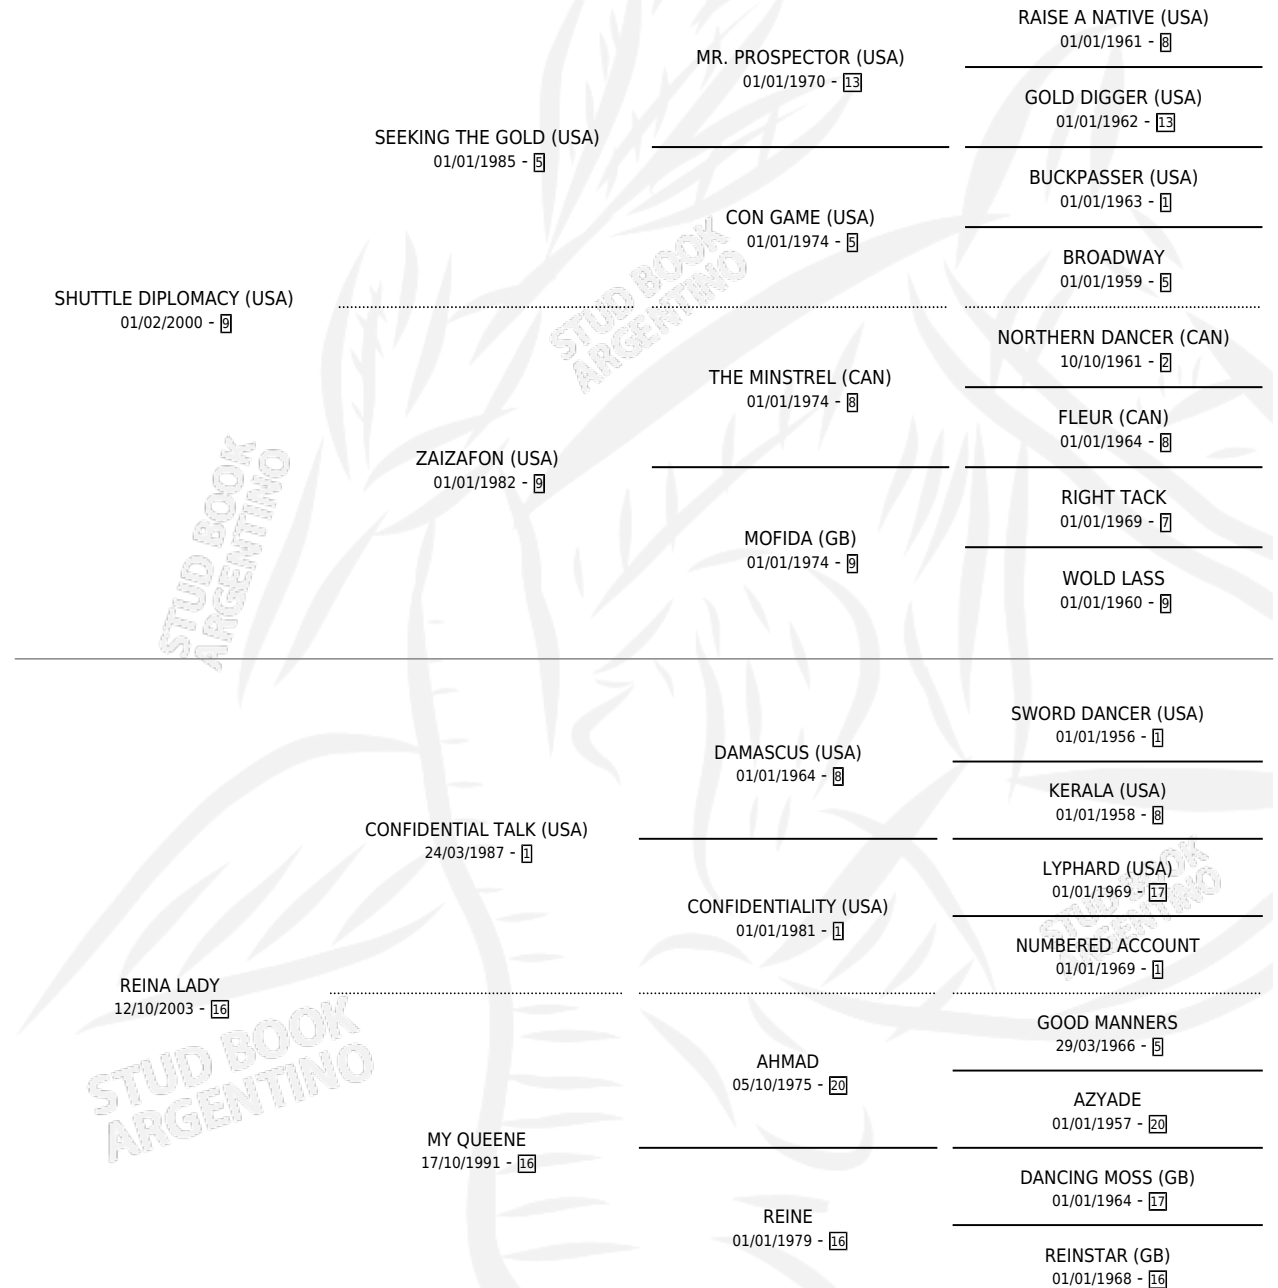 RAISE A NATIVE (USA)
01/01/1961 - 8
MR. PROSPECTOR (USA)
01/01/1970 - 13
GOLD DIGGER (USA)
01/01/1962 - 13
SEEKING THE GOLD (USA)
01/01/1985 - 5
BUCKPASSER (USA)
01/01/1963 - 1
CON GAME (USA)
01/01/1974 - 5
BROADWAY
01/01/1959 - 5
SHUTTLE DIPLOMACY (USA)
01/02/2000 - 9
NORTHERN DANCER (CAN)
10/10/1961 - 2
THE MINSTREL (CAN)
01/01/1974 - 8
FLEUR (CAN)
01/01/1964 - 8
ZAIZAFON (USA)
01/01/1982 - 9
RIGHT TACK
01/01/1969 - 7
MOFIDA (GB)
01/01/1974 - 9
WOLD LASS
01/01/1960 - 9
STUD BOOK
ARGENTINO
STUD BOOK
ARGENTINO
SWORD DANCER (USA)
01/01/1956 - 1
DAMASCUS (USA)
01/01/1964 - 8
KERALA (USA)
01/01/1958 - 8
CONFIDENTIAL TALK (USA)
24/03/1987 - 1
LYPHARD (USA)
01/01/1969 - 17
CONFIDENTIALITY (USA)
01/01/1981 - 1
NUMBERED ACCOUNT
01/01/1969 - 1
STUD BOOK
ARGENTINO
REINA LADY
12/10/2003 - 16
GOOD MANNERS
29/03/1966 - 5
AHMAD
05/10/1975 - 20
AZYADE
01/01/1957 - 20
STUD BOOK
ARGENTINO
MY QUEENE
17/10/1991 - 16
DANCING MOSS (GB)
01/01/1964 - 17
REINE
01/01/1979 - 16
REINSTAR (GB)
01/01/1968 - 16